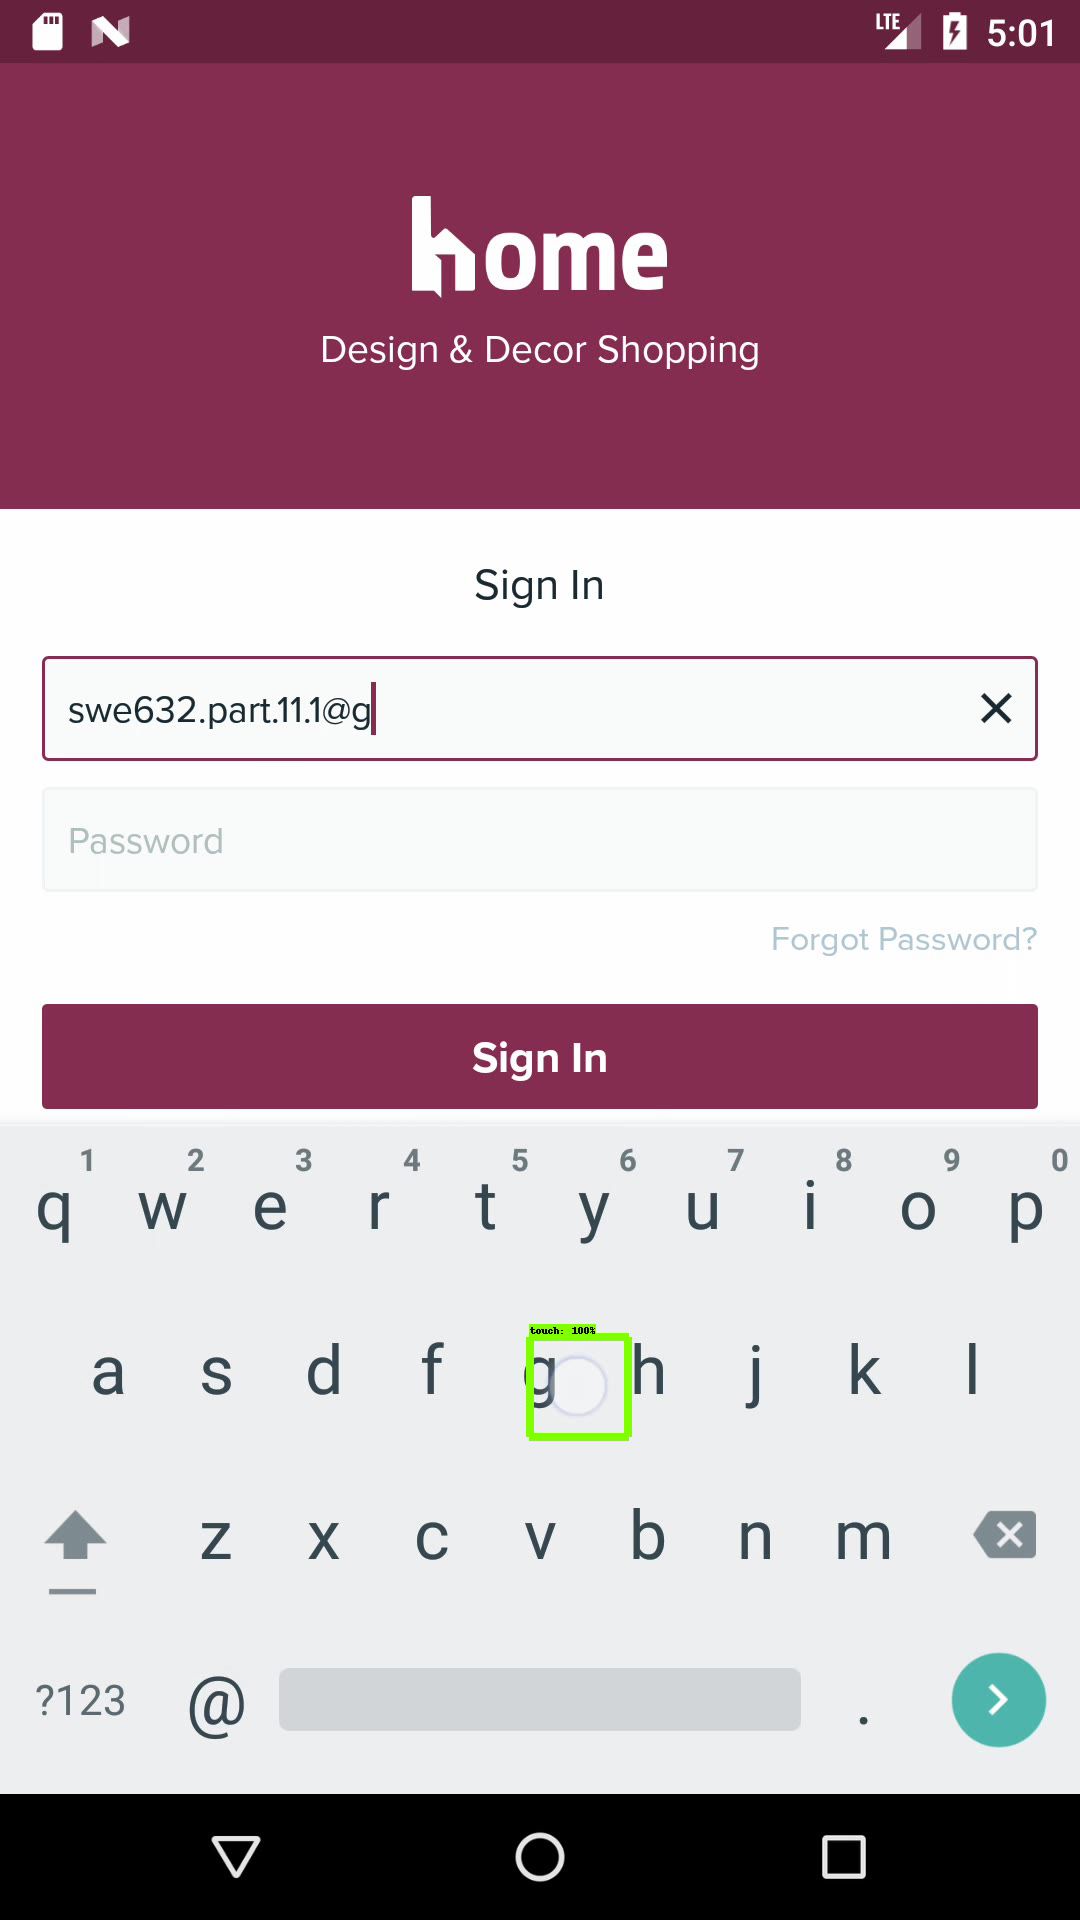 LTE 5:01
home
Design & Decor Shopping
Sign In
swe632.part.11.1@g
Password
Forgot Password?
Sign In
1 2 3 4 5 6 7 8 9 0
q w e r t y u i o p
touch: 100%
a s d f g h j k l
z x c v b n m
?123 @ .